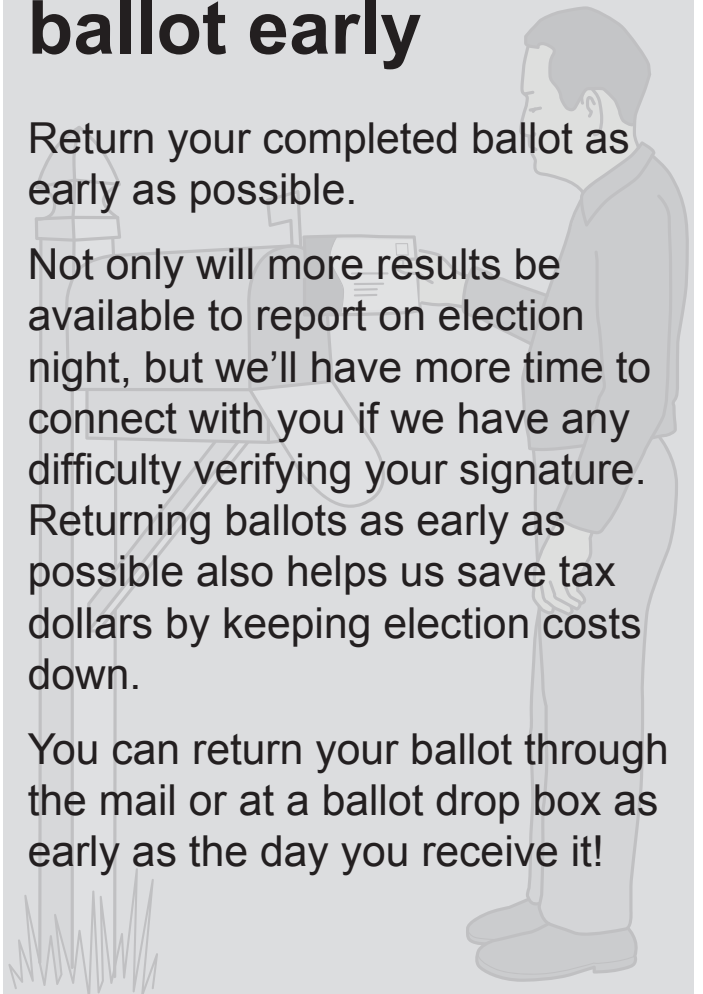 ballot early
Return your completed ballot as
early as possible.
Not only will more results be
available to report on election
night, but we’ll have more time to
connect with you if we have any
difficulty verifying your signature.
Returning ballots as early as
possible also helps us save tax
dollars by keeping election costs
down.
You can return your ballot through
the mail or at a ballot drop box as
early as the day you receive it!